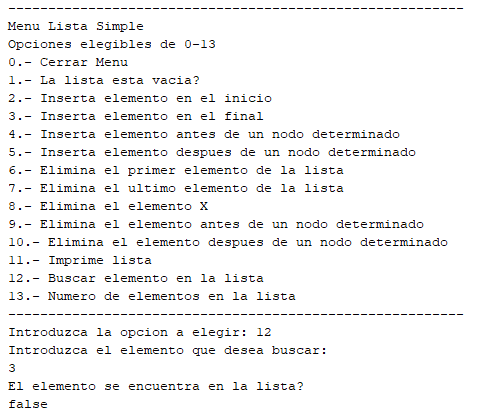 ---------------------------------------------------------
Menu Lista Simple
Opciones elegibles de 0-13
0.- Cerrar Menu
1.- La lista esta vacia?
2.- Inserta elemento en el inicio
3.- Inserta elemento en el final
4.- Inserta elemento antes de un nodo determinado
5.- Inserta elemento despues de un nodo determinado
6.- Elimina el primer elemento de la lista
7.- Elimina el ultimo elemento de la lista
8.- Elimina el elemento X
9.- Elimina el elemento antes de un nodo determinado
10.- Elimina el elemento despues de un nodo determinado
11.- Imprime lista
12.- Buscar elemento en la lista
13.- Numero de elementos en la lista
---------------------------------------------------------
Introduzca la opcion a elegir: 12
Introduzca el elemento que desea buscar:
3
El elemento se encuentra en la lista?
false